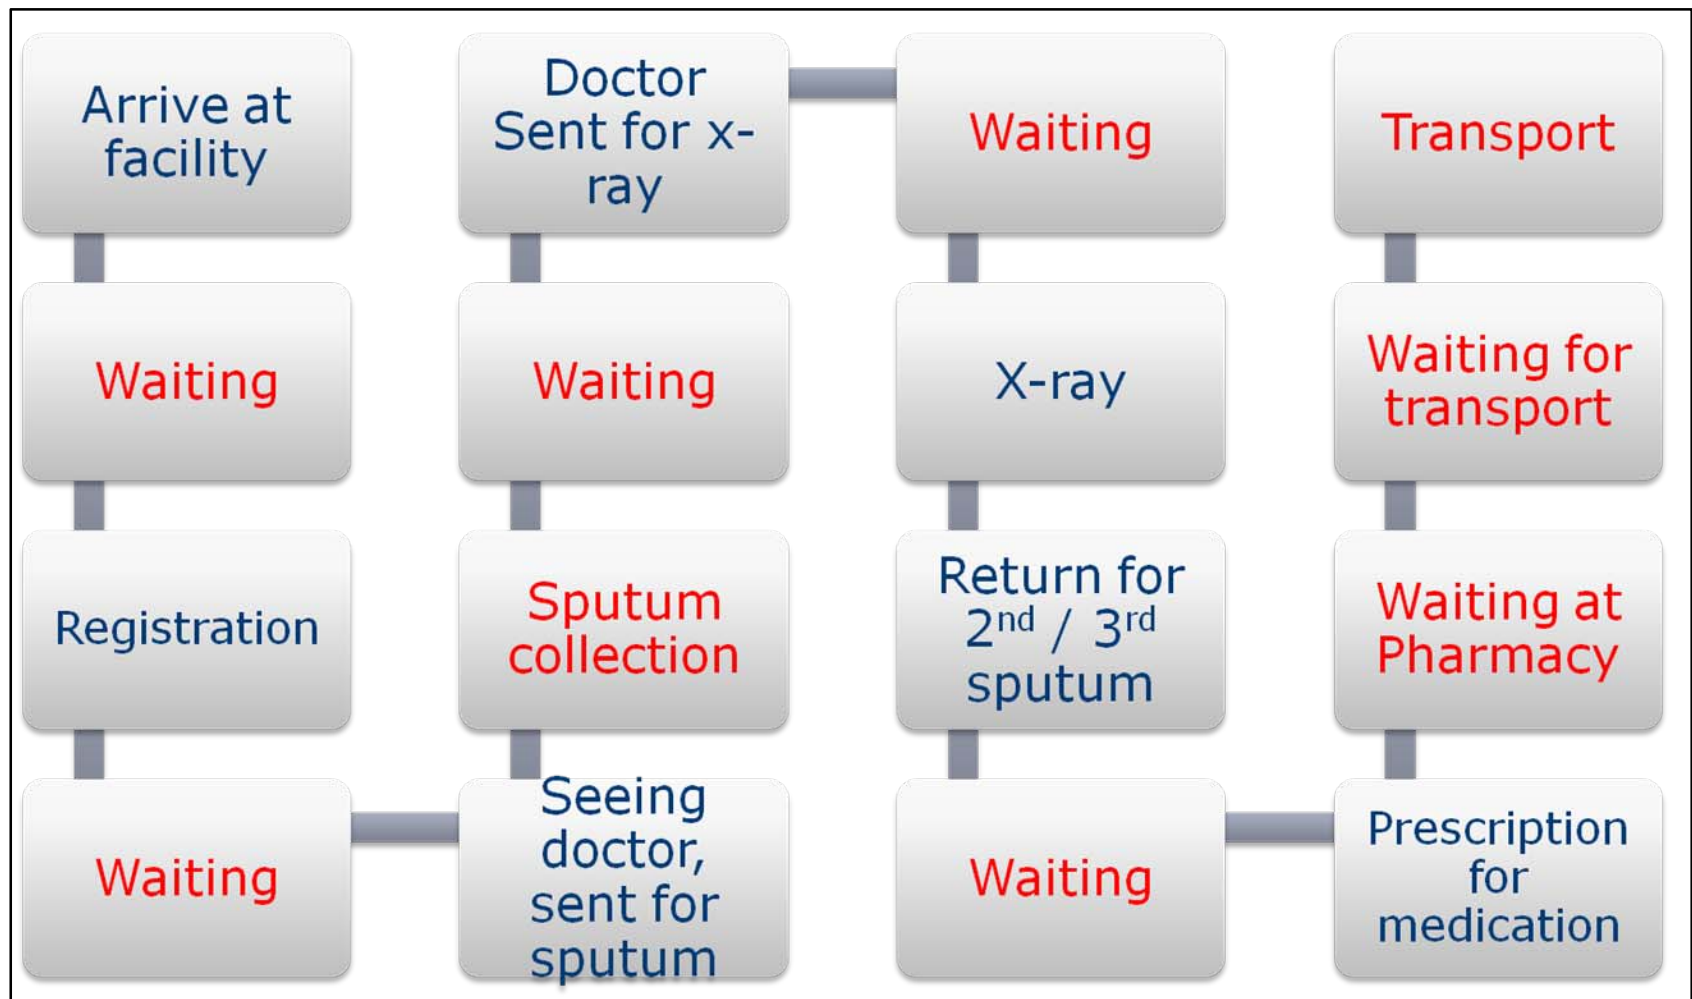 Arrive at
facility
Waiting
Registration
Waiting
Seeing
doctor,
sent for
sputum
Sputum
collection
Waiting
Doctor
Sent for x-
ray
Waiting
X-ray
Return for
2nd / 3rd
sputum
Waiting
Prescription
for
medication
Waiting at
Pharmacy
Waiting for
transport
Transport